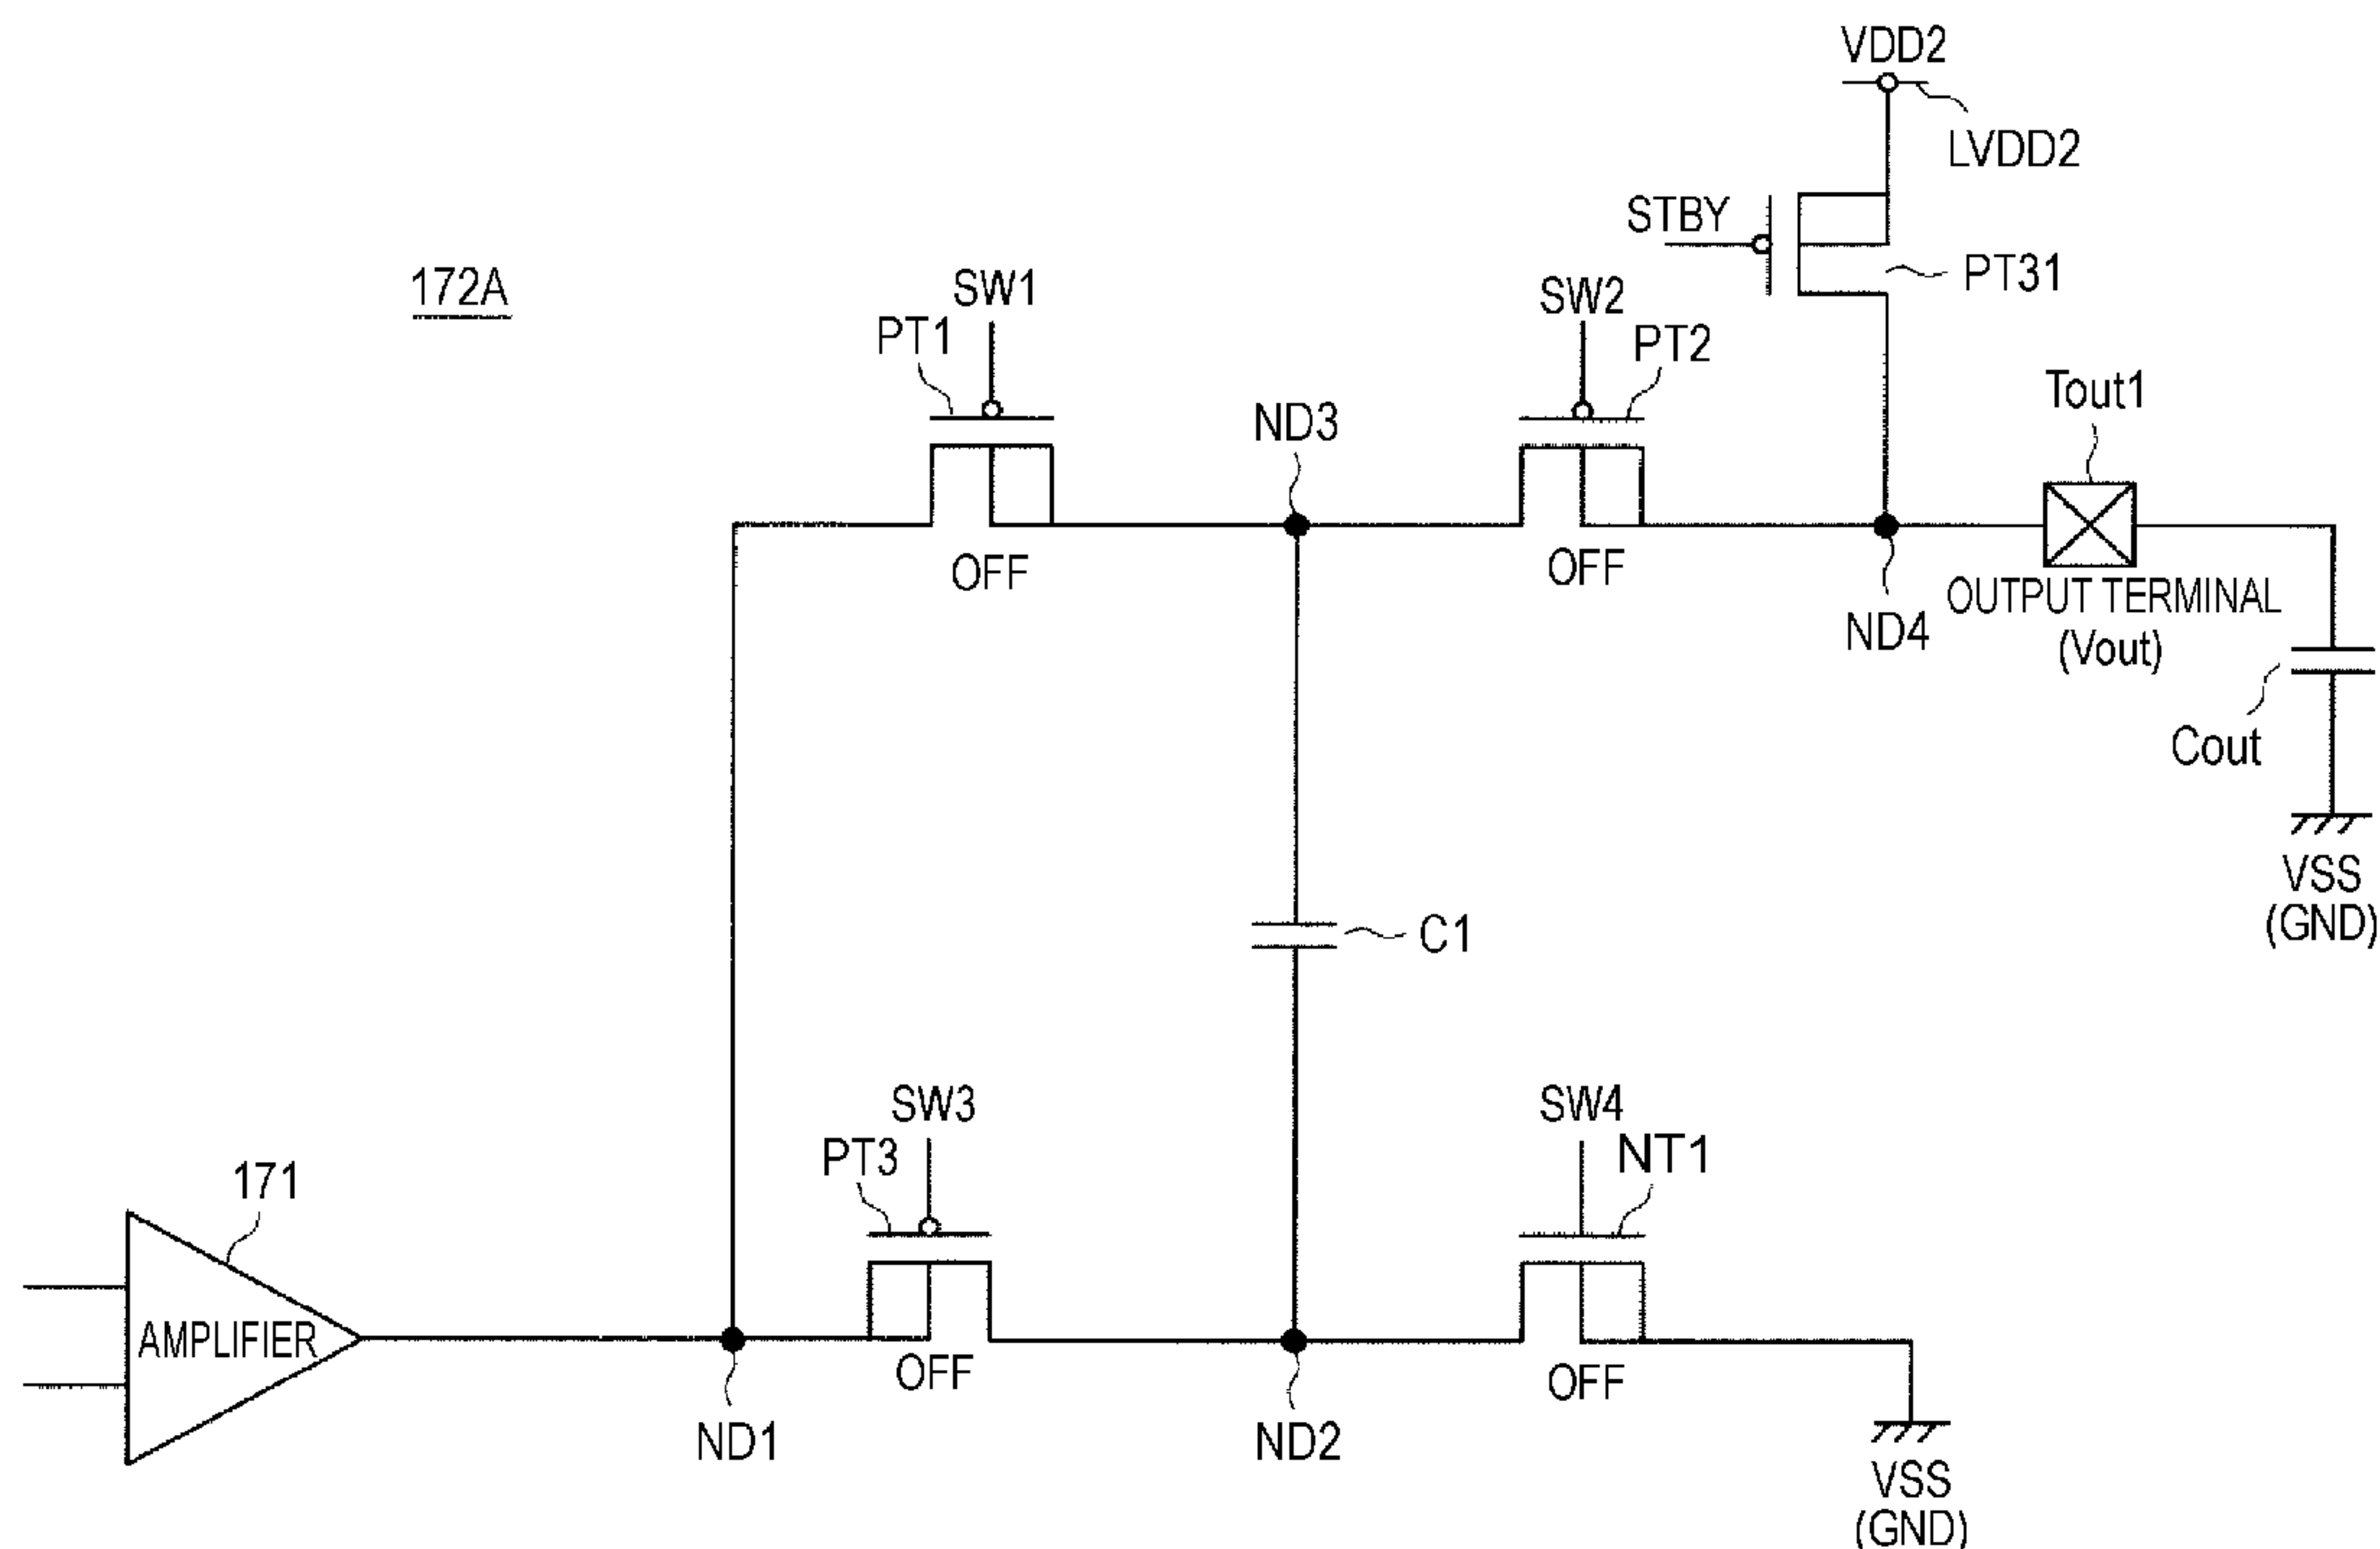 VDD2
LVDD2
STBY
PT31
172A
SW1
PT1
SW2
PT2
ND3
Tout1
OFF
OFF
OUTPUT TERMINAL
(Vout)
ND4
Cout
VSS
(GND)
C1
SW3
PT3
SW4
NT1
171
AMPLIFIER
OFF
OFF
ND1
ND2
VSS
(GND)